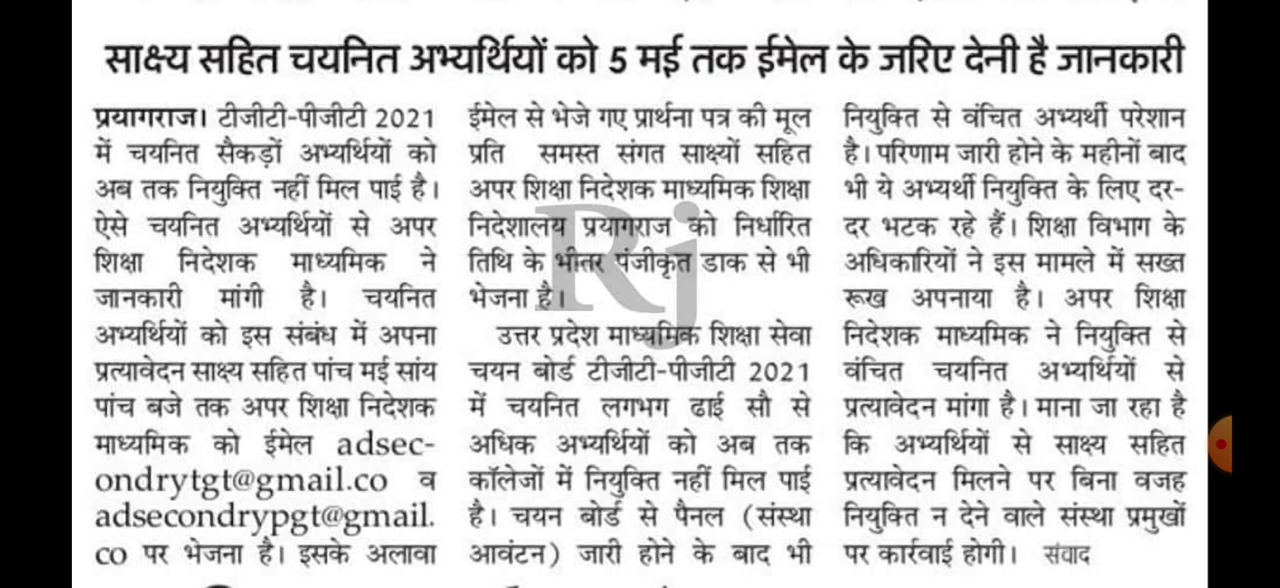 साक्ष्य सहित चयनित अभ्यर्थियों को 5 मई तक ईमेल के जरिए देनी है जानकारी
प्रयागराज। टीजीटी-पीजीटी 2021
में चयनित सैकड़ों अभ्यर्थियों को
अब तक नियुक्ति नहीं मिल पाई है।
ऐसे चयनित अभ्यर्थियों से अपर
शिक्षा निदेशक माध्यमिक ने
जानकारी मांगी है। चयनित
अभ्यर्थियों को इस संबंध में अपना
प्रत्यावेदन साक्ष्य सहित पांच मई सांय
पांच बजे तक अपर शिक्षा निदेशक
माध्यमिक को ईमेल adsec-
ondrytgt@gmail.co व
adsecondrypgt@gmail.
co पर भेजना है। इसके अलावा
ईमेल से भेजे गए प्रार्थना पत्र की मूल
प्रति समस्त संगत साक्ष्यों सहित
अपर शिक्षा निदेशक माध्यमिक शिक्षा
निदेशालय प्रयागराज को निर्धारित
तिथि के भीतर पंजीकृत डाक से भी
भेजना है।
उत्तर प्रदेश माध्यमिक शिक्षा सेवा
चयन बोर्ड टीजीटी-पीजीटी 2021
में चयनित लगभग ढाई सौ से
अधिक अभ्यर्थियों को अब तक
कॉलेजों में नियुक्ति नहीं मिल पाई
है। चयन बोर्ड से पैनल (संस्था
आवंटन) जारी होने के बाद भी
नियुक्ति से वंचित अभ्यर्थी परेशान
है। परिणाम जारी होने के महीनों बाद
भी ये अभ्यर्थी नियुक्ति के लिए दर-
दर भटक रहे हैं। शिक्षा विभाग के
अधिकारियों ने इस मामले में सख्त
रूख अपनाया है। अपर शिक्षा
निदेशक माध्यमिक ने नियुक्ति से
वंचित चयनित अभ्यर्थियों से
प्रत्यावेदन मांगा है। माना जा रहा है
कि अभ्यर्थियों से साक्ष्य सहित
प्रत्यावेदन मिलने पर बिना वजह
नियुक्ति न देने वाले संस्था प्रमुखों
पर कार्रवाई होगी। संवाद
Rj